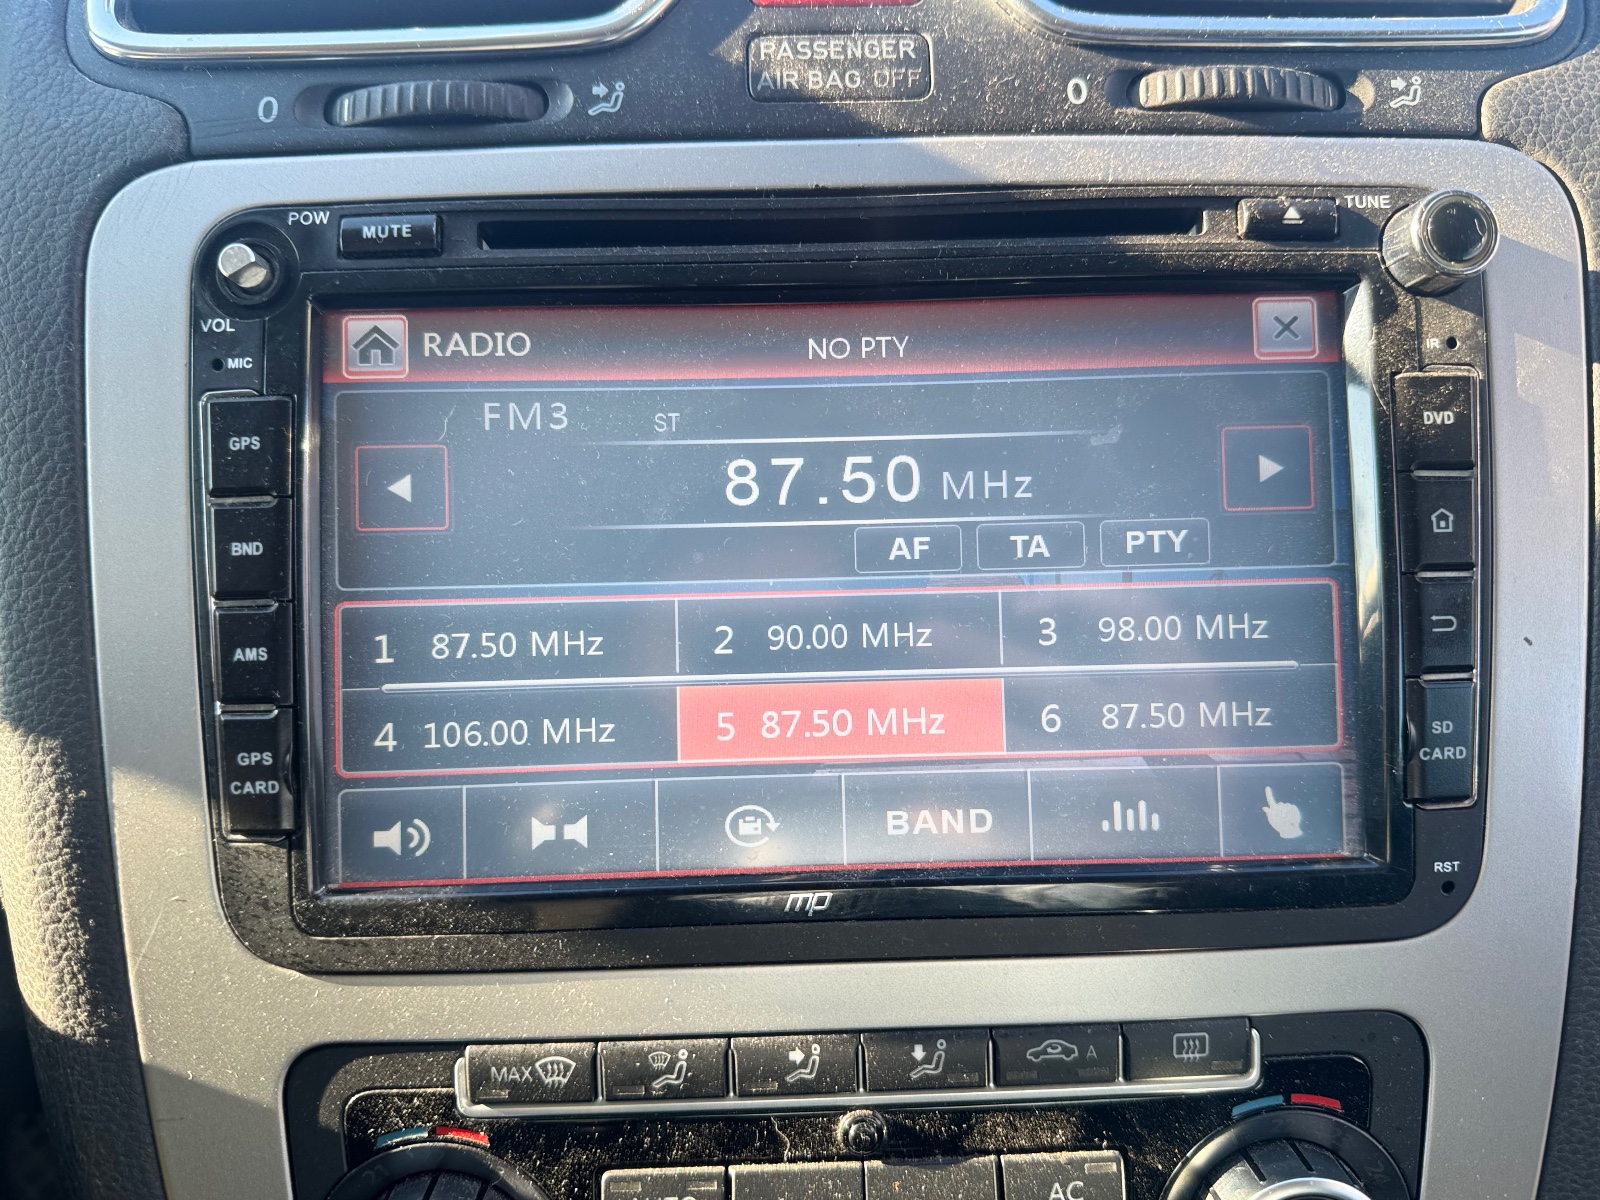 PASSENGER
AIR BAG OFF
0
0
POW
MUTE
TUNE
VOL
MIC
IR
RADIO
NO PTY
FM3
ST
87.50 MHz
AF
TA
PTY
1 87.50 MHz
2 90.00 MHz
3 98.00 MHz
4 106.00 MHz
5 87.50 MHz
6 87.50 MHz
BAND
GPS
BND
AMS
GPS
CARD
DVD
SD
CARD
RST
mp
MAX
A
AC